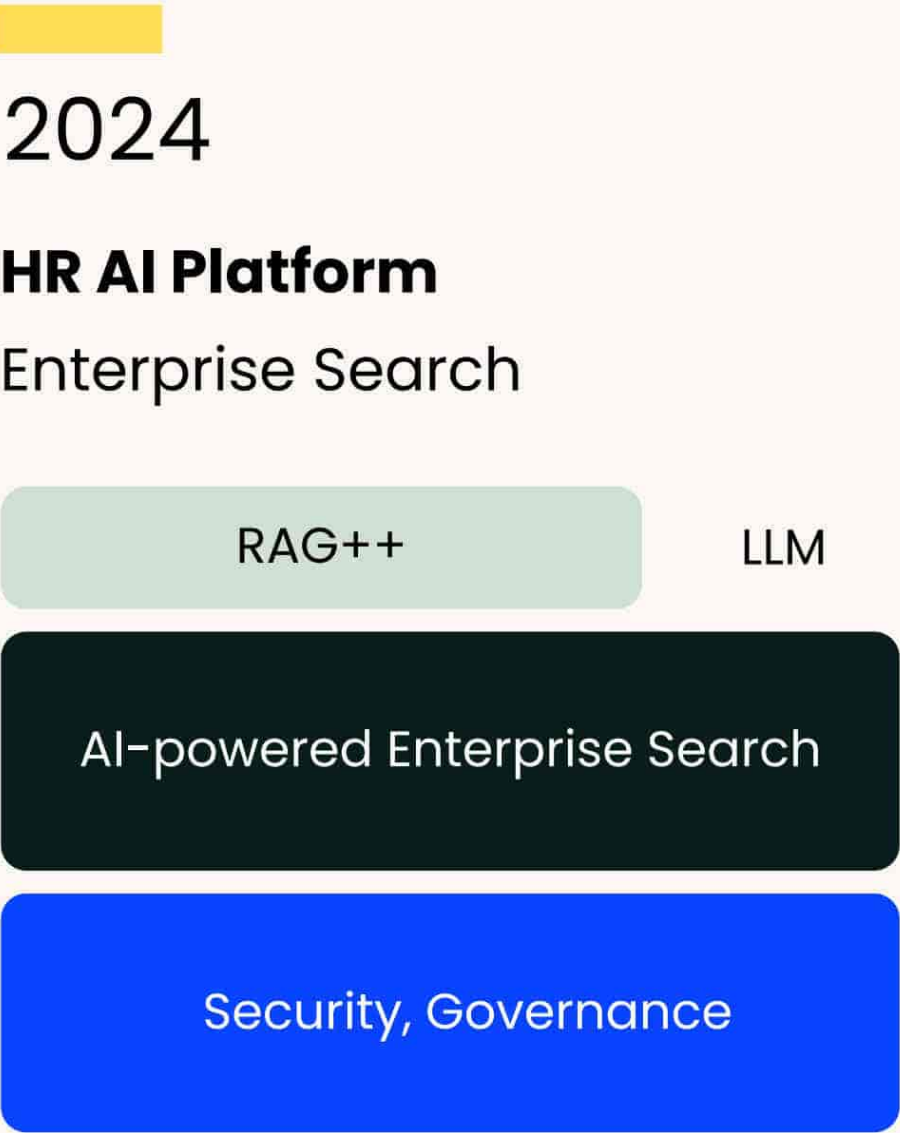 2024
HR AI Platform
Enterprise Search
RAG++ LLM
AI-powered Enterprise Search
Security, Governance